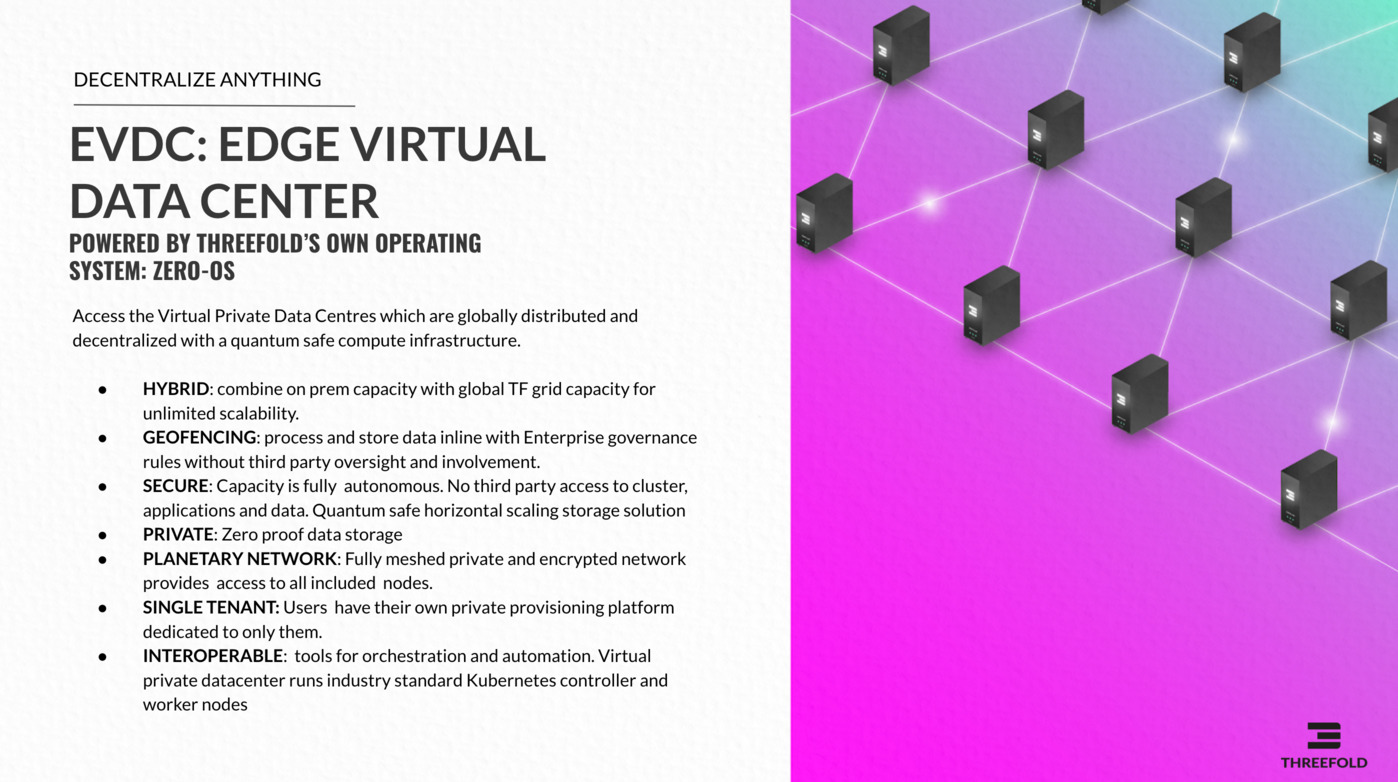 DECENTRALIZE ANYTHING
EVDC: EDGE VIRTUAL
DATA CENTER
POWERED BY THREEFOLD'S OWN OPERATING
SYSTEM: ZERO-OS
Access the Virtual Private Data Centres which are globally distributed and
decentralized with a quantum safe compute infrastructure.
● HYBRID: combine on prem capacity with global TF grid capacity for
unlimited scalability.
● GEOFENCING: process and store data inline with Enterprise governance
rules without third party oversight and involvement.
● SECURE: Capacity is fully  autonomous. No third party access to cluster,
applications and data. Quantum safe horizontal scaling storage solution
● PRIVATE: Zero proof data storage
● PLANETARY NETWORK: Fully meshed private and encrypted network
provides  access to all included  nodes.
● SINGLE TENANT: Users  have their own private provisioning platform
dedicated to only them.
● INTEROPERABLE:  tools for orchestration and automation. Virtual
private datacenter runs industry standard Kubernetes controller and
worker nodes
THREEFOLD